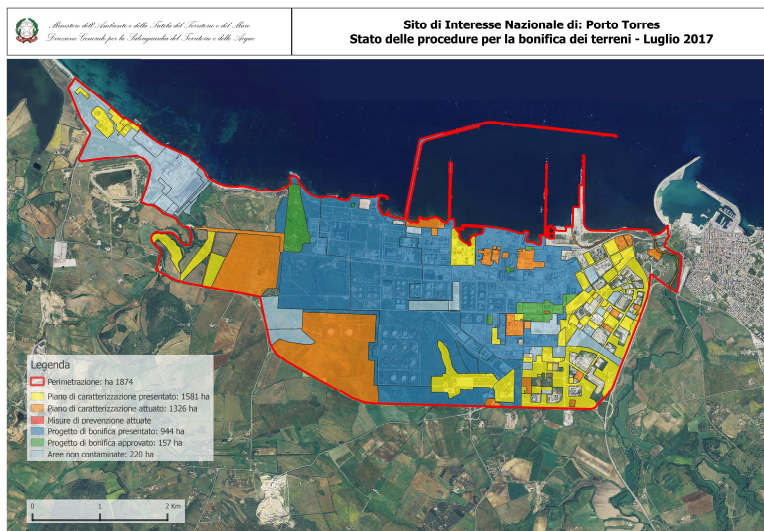 Ministero dell'Ambiente e della Tutela del Territorio e del Mare
Direzione Generale per la Salvaguardia del Territorio e delle Acque
Sito di Interesse Nazionale di: Porto Torres
Stato delle procedure per la bonifica dei terreni - Luglio 2017
Legenda
Perimetrazione: ha 1874
Piano di caratterizzazione presentato: 1581 ha
Piano di caratterizzazione attuato: 1326 ha
Misure di prevenzione attuate
Progetto di bonifica presentato: 944 ha
Progetto di bonifica approvato: 157 ha
Aree non contaminate: 220 ha
0 1 2 Km